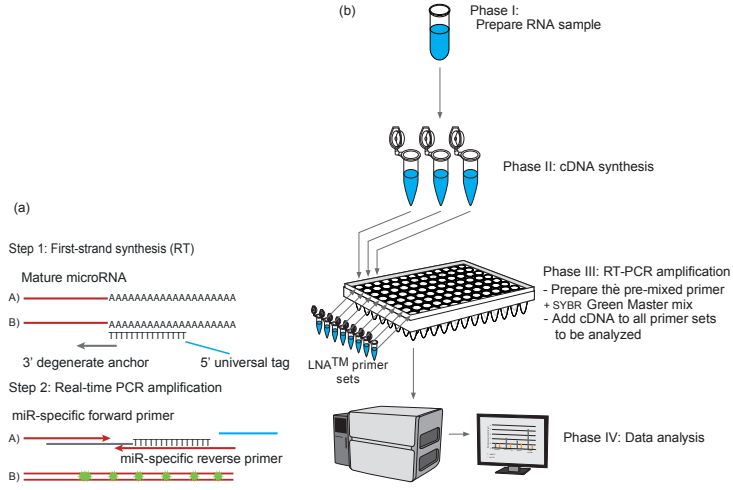 (a)
Step 1: First-strand synthesis (RT)
Mature microRNA
A) AAAAAAAAAAAAAAAAAAAAA
B) AAAAAAAAAAAAAAAAAAAAA
TTTTTTTTTTTTT
3’ degenerate anchor 5’ universal tag
Step 2: Real-time PCR amplification
miR-specific forward primer
A) TTTTTTTTTTTTT
miR-specific reverse primer
B)
(b)
Phase I:
Prepare RNA sample
Phase II: cDNA synthesis
Phase III: RT-PCR amplification
- Prepare the pre-mixed primer
+ SYBR Green Master mix
- Add cDNA to all primer sets
to be analyzed
LNA™ primer
sets
Phase IV: Data analysis